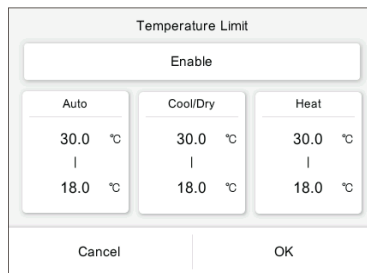 Temperature Limit
Enable
Auto Cool/Dry Heat
30.0 ℃ 30.0 ℃ 30.0 ℃
| | |
18.0 ℃ 18.0 ℃ 18.0 ℃
Cancel OK